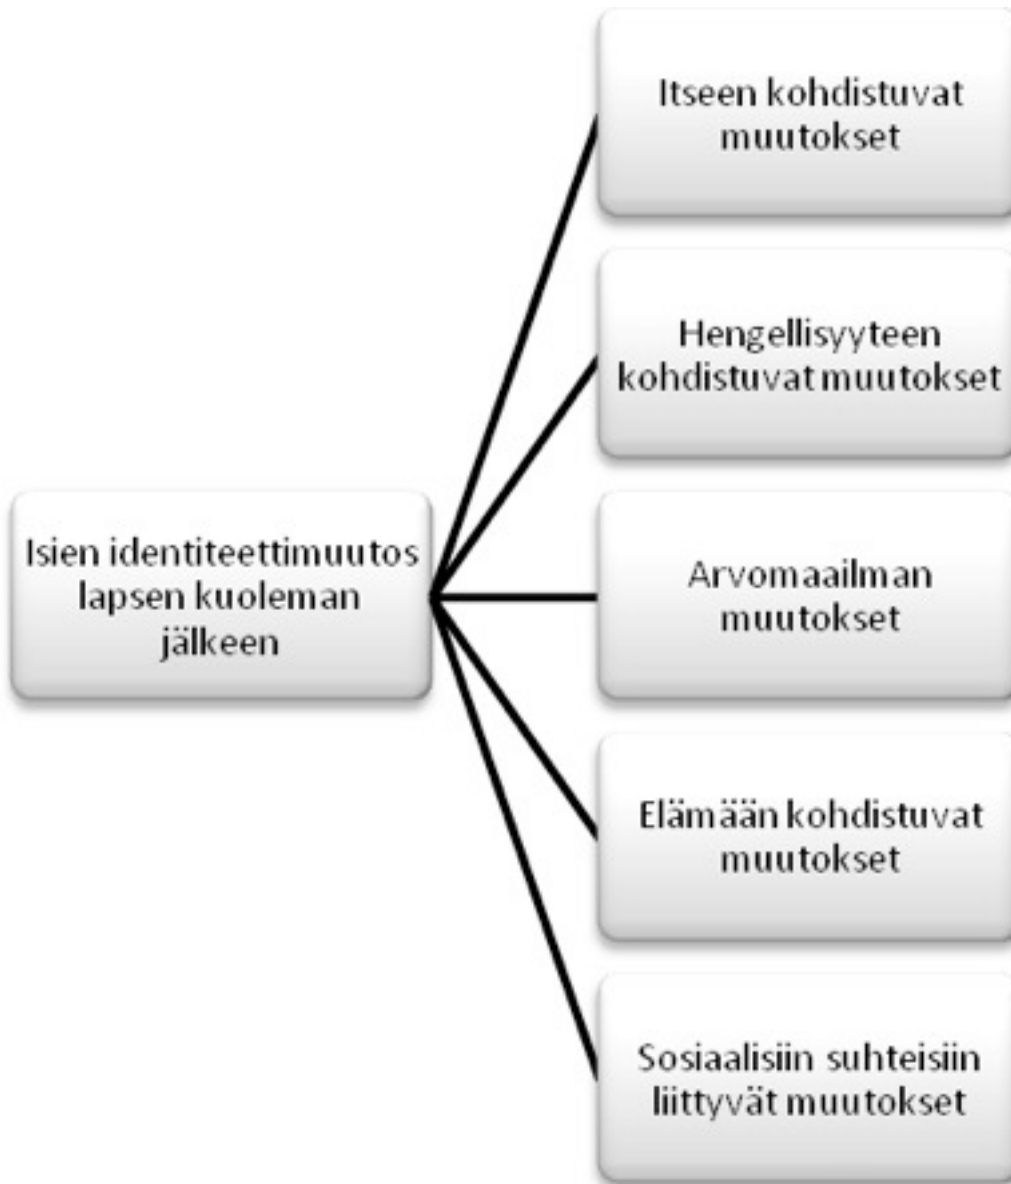 Isien identiteettimuutos
lapsen kuoleman
jälkeen
Itseen kohdistuvat
muutokset
Hengellisyyteen
kohdistuvat muutokset
Arvomaailman
muutokset
Elämään kohdistuvat
muutokset
Sosiaalisiin suhteisiin
liittyvät muutokset